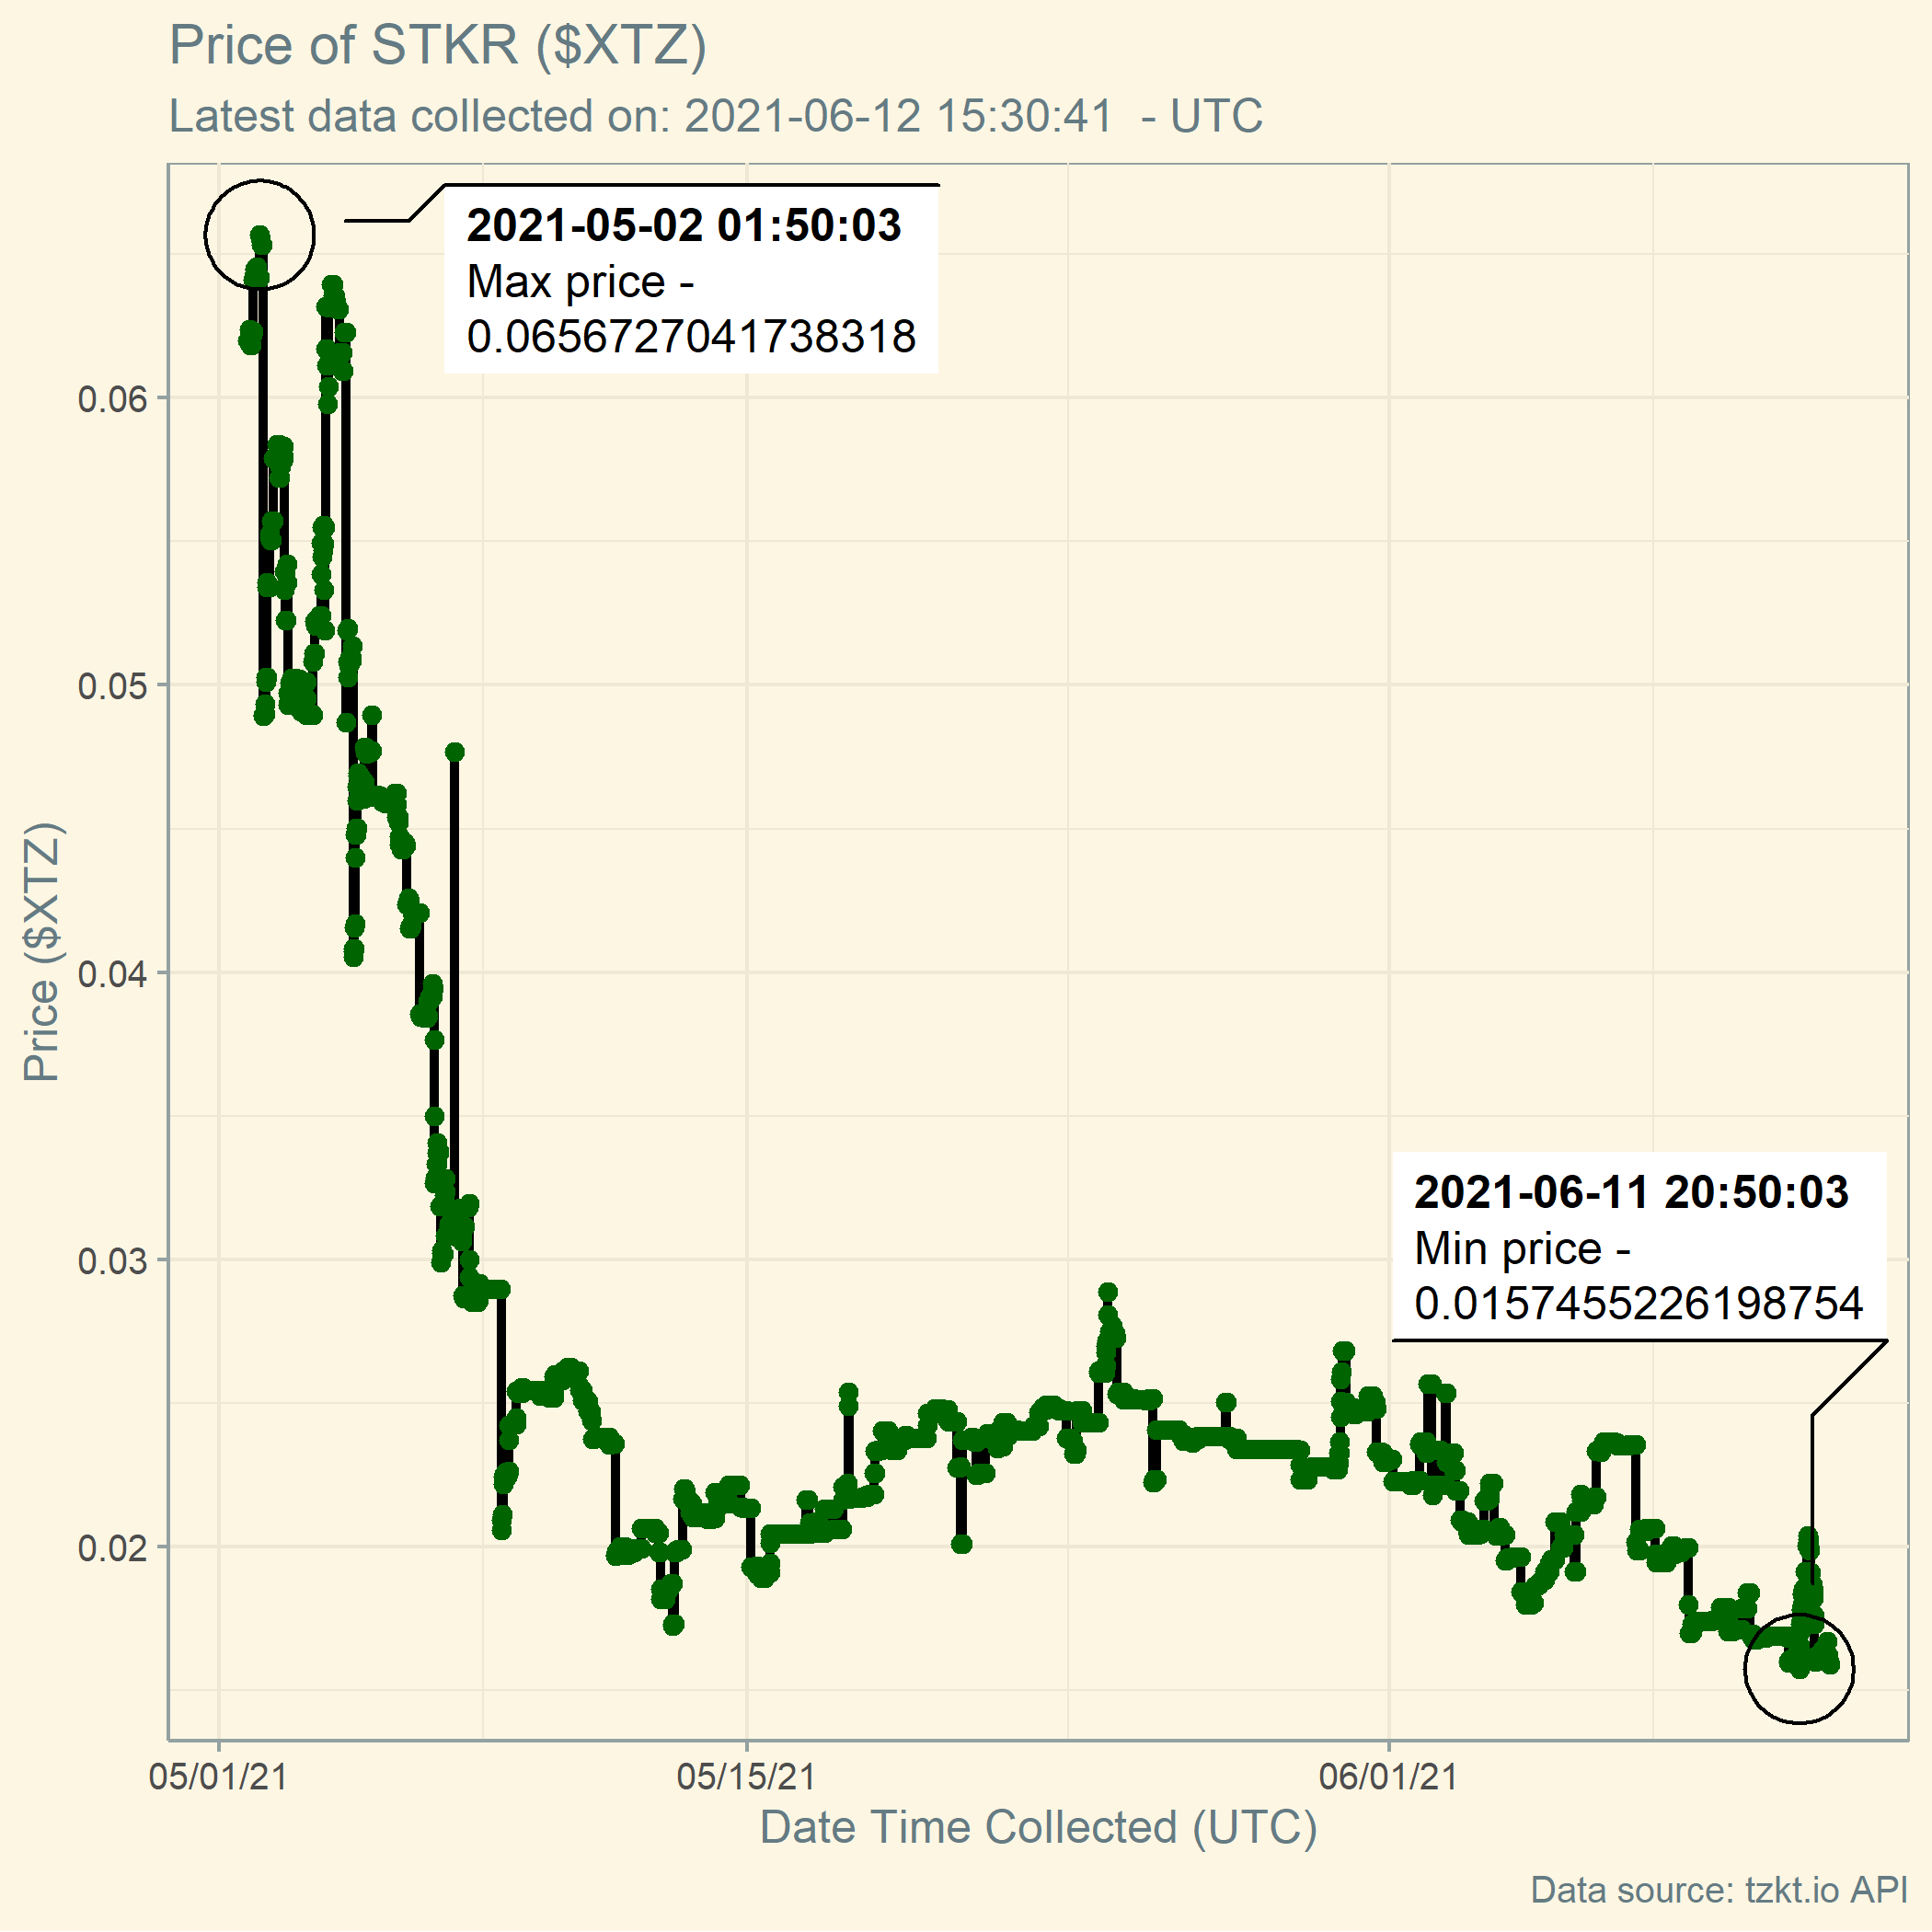 Price of STKR ($XTZ)
Latest data collected on: 2021-06-12 15:30:41  - UTC
2021-05-02 01:50:03
Max price -
0.0656727041738318
0.06
0.05
0.04
0.03
0.02
Price ($XTZ)
2021-06-11 20:50:03
Min price -
0.0157455226198754
05/01/21
05/15/21
06/01/21
Date Time Collected (UTC)
Data source: tzkt.io API